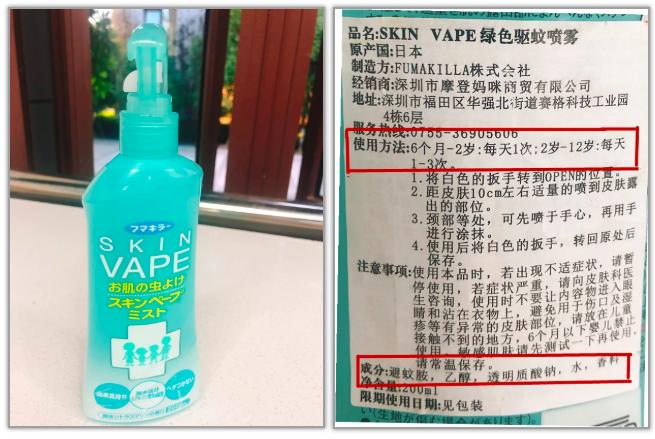 フマキラー
SKIN
VAPE
お肌の虫よけ
スキンベープ
ミスト
品名:SKIN VAPE绿色驱蚊喷雾
原产国:日本
制造方:FUMAKILLA株式会社
经销商:深圳市摩登妈咪商贸有限公司
地址:深圳市福田区华强北街道赛格科技工业园
4栋6层
服务热线:0755-36905606
使用方法:6个月-2岁:每天1次;2岁-12岁:每天
1-3次。
1.将白色的扳手转到OPEN的位置。
2.距皮肤10cm左右适量的喷到皮肤露
出的部位。
3.颈部等处,可先喷于手心,再用手
进行涂抹。
4.使用后将白色的扳手,转回原处后
保存。
注意事项:使用本品时,若出现不适症状,请暂
停使用,若症状严重,请向皮肤科医
生咨询,使用时不要让内容物进入眼
睛和沾在衣物上,避免用于伤口及湿
疹等有异常的皮肤部位,请放在儿童
接触不到的地方,6个月以下婴儿禁止
使用。敏感肌肤请先测试一下再使用,
请常温保存。
成分:避蚊胺,乙醇,透明质酸钠,水,香料
净含量:200ml
限期使用日期:见包装